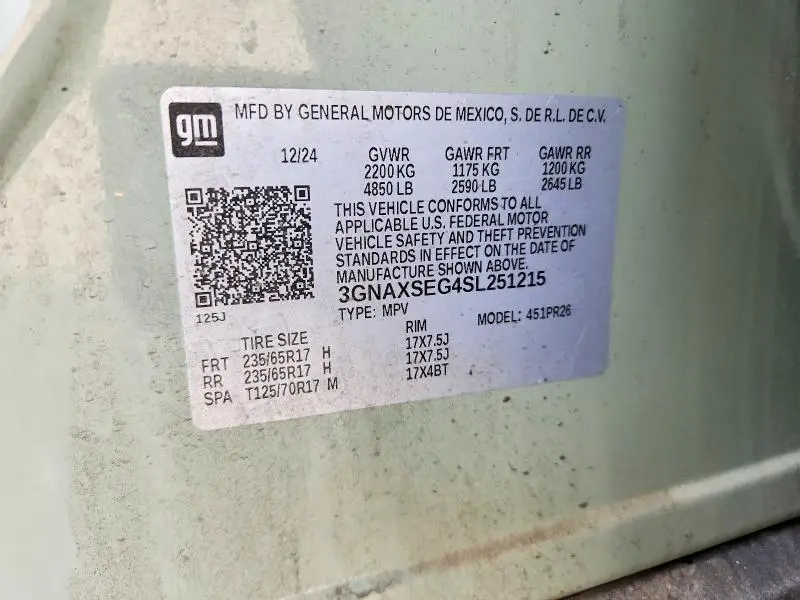 gm
MFD BY GENERAL MOTORS DE MEXICO, S. DE R.L. DE C.V.
12/24 GVWR GAWR FRT GAWR RR
2200 KG 1175 KG 1200 KG
4850 LB 2590 LB 2645 LB
THIS VEHICLE CONFORMS TO ALL
APPLICABLE U.S. FEDERAL MOTOR
VEHICLE SAFETY AND THEFT PREVENTION
STANDARDS IN EFFECT ON THE DATE OF
MANUFACTURE SHOWN ABOVE.
3GNAXSEG4SL251215
125J
TYPE: MPV MODEL: 451PR26
TIRE SIZE RIM
FRT 235/65R17 H 17X7.5J
RR 235/65R17 H 17X7.5J
SPA T125/70R17 M 17X4BT